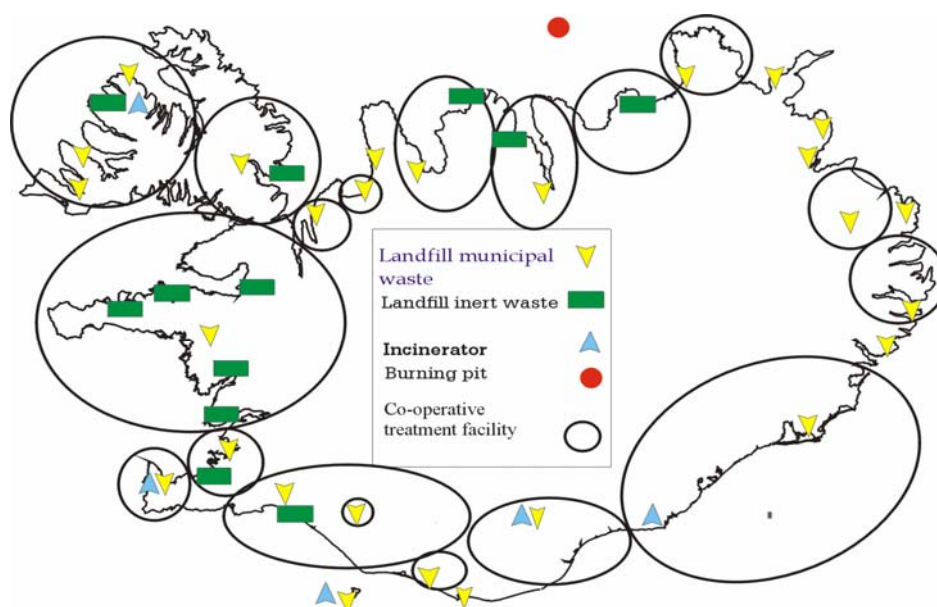 Landfill municipal
waste
Landfill inert waste
Incinerator
Burning pit
Co-operative
treatment facility